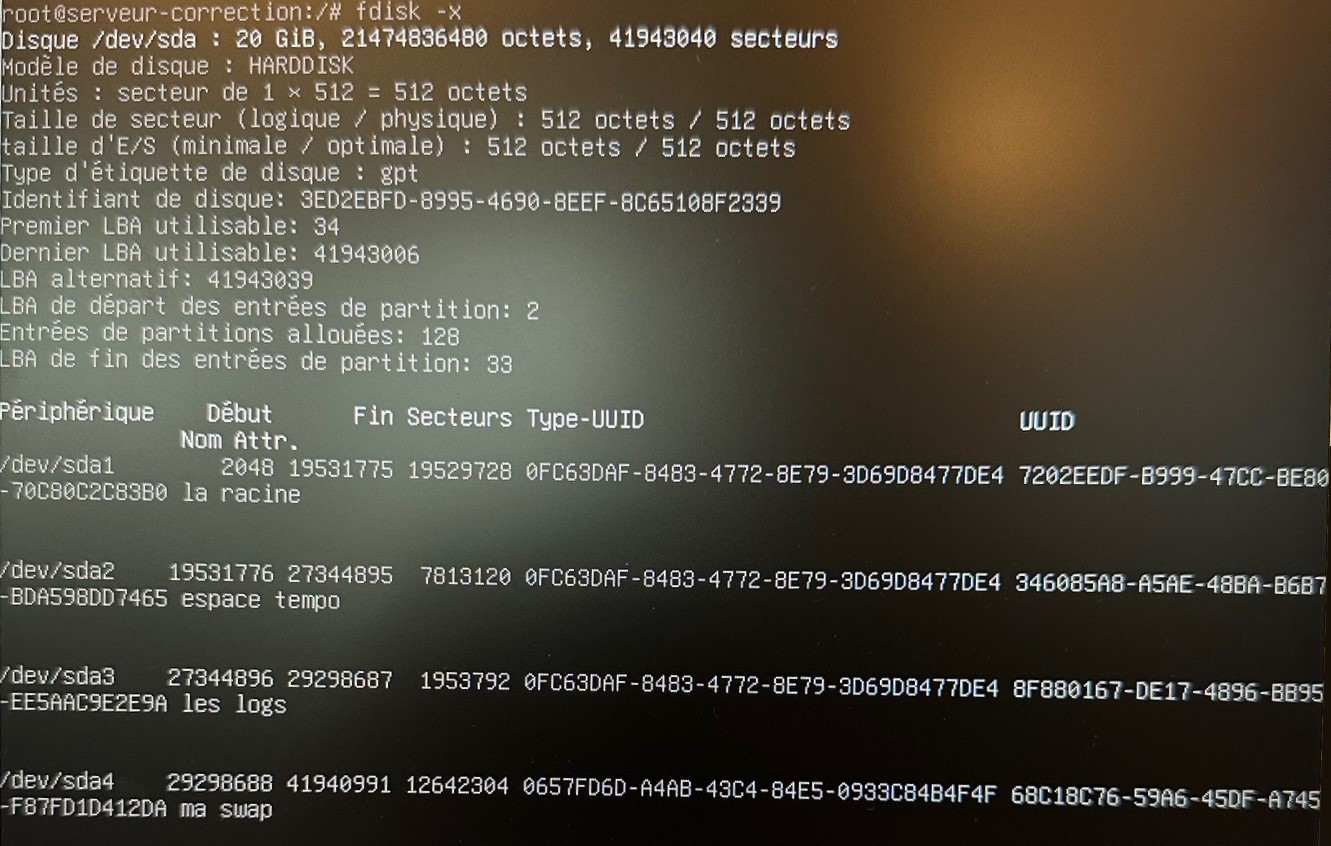 root@serveur-correction:/# fdisk -x
Disque /dev/sda : 20 GiB, 21474836480 octets, 41943040 secteurs
Modèle de disque : HARDDISK
Unités : secteur de 1 × 512 = 512 octets
Taille de secteur (logique / physique) : 512 octets / 512 octets
taille d'E/S (minimale / optimale) : 512 octets / 512 octets
Type d'étiquette de disque : gpt
Identifiant de disque: 3ED2EBFD-8995-4690-8EEF-8C65108F2339
Premier LBA utilisable: 34
Dernier LBA utilisable: 41943006
LBA alternatif: 41943039
LBA de départ des entrées de partition: 2
Entrées de partitions allouées: 128
LBA de fin des entrées de partition: 33
Périphérique Début Fin Secteurs Type-UUID UUID
Nom Attr.
/dev/sda1 2048 19531775 19529728 0FC63DAF-8483-4772-8E79-3D69D8477DE4 7202EEDF-B999-47CC-BE80
-70C80C2C83B0 la racine
/dev/sda2 19531776 27344895 7813120 0FC63DAF-8483-4772-8E79-3D69D8477DE4 346085A8-A5AE-48BA-B6B7
-BDA598DD7465 espace tempo
/dev/sda3 27344896 29298687 1953792 0FC63DAF-8483-4772-8E79-3D69D8477DE4 8F880167-DE17-4896-BB95
-EE5AAC9E2E9A les logs
/dev/sda4 29298688 41940991 12642304 0657FD6D-A4AB-43C4-84E5-0933C84B4F4F 68C18C76-59A6-45DF-A745
-F87FD1D412DA ma swap